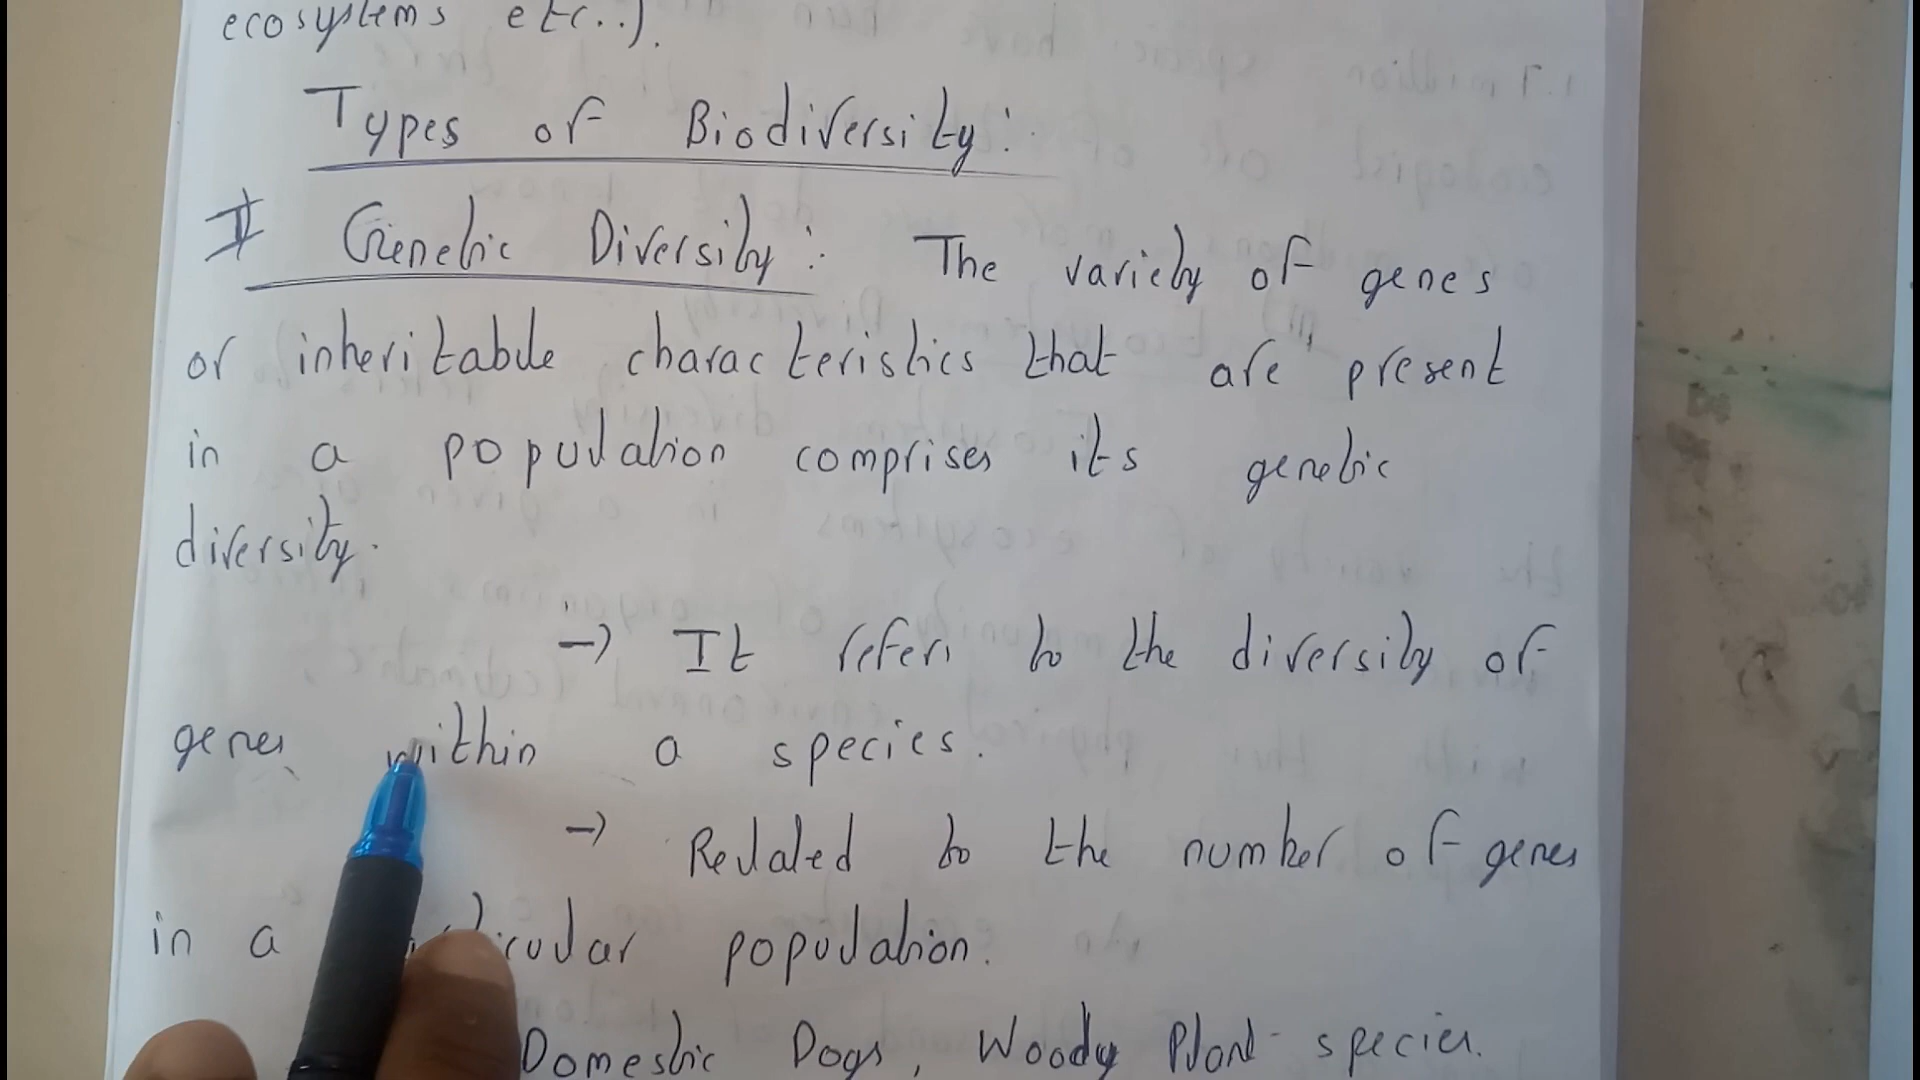 ecosystems etc..).
Types of Biodiversity:
I Genetic Diversity: The variety of genes
or inheritable characteristics that are present
in a population comprises its genetic
diversity.
→ It refers to the diversity of
genes within a species.
→ Related to the number of genes
in a population.
Domestic Dogs, Woody Plant species.